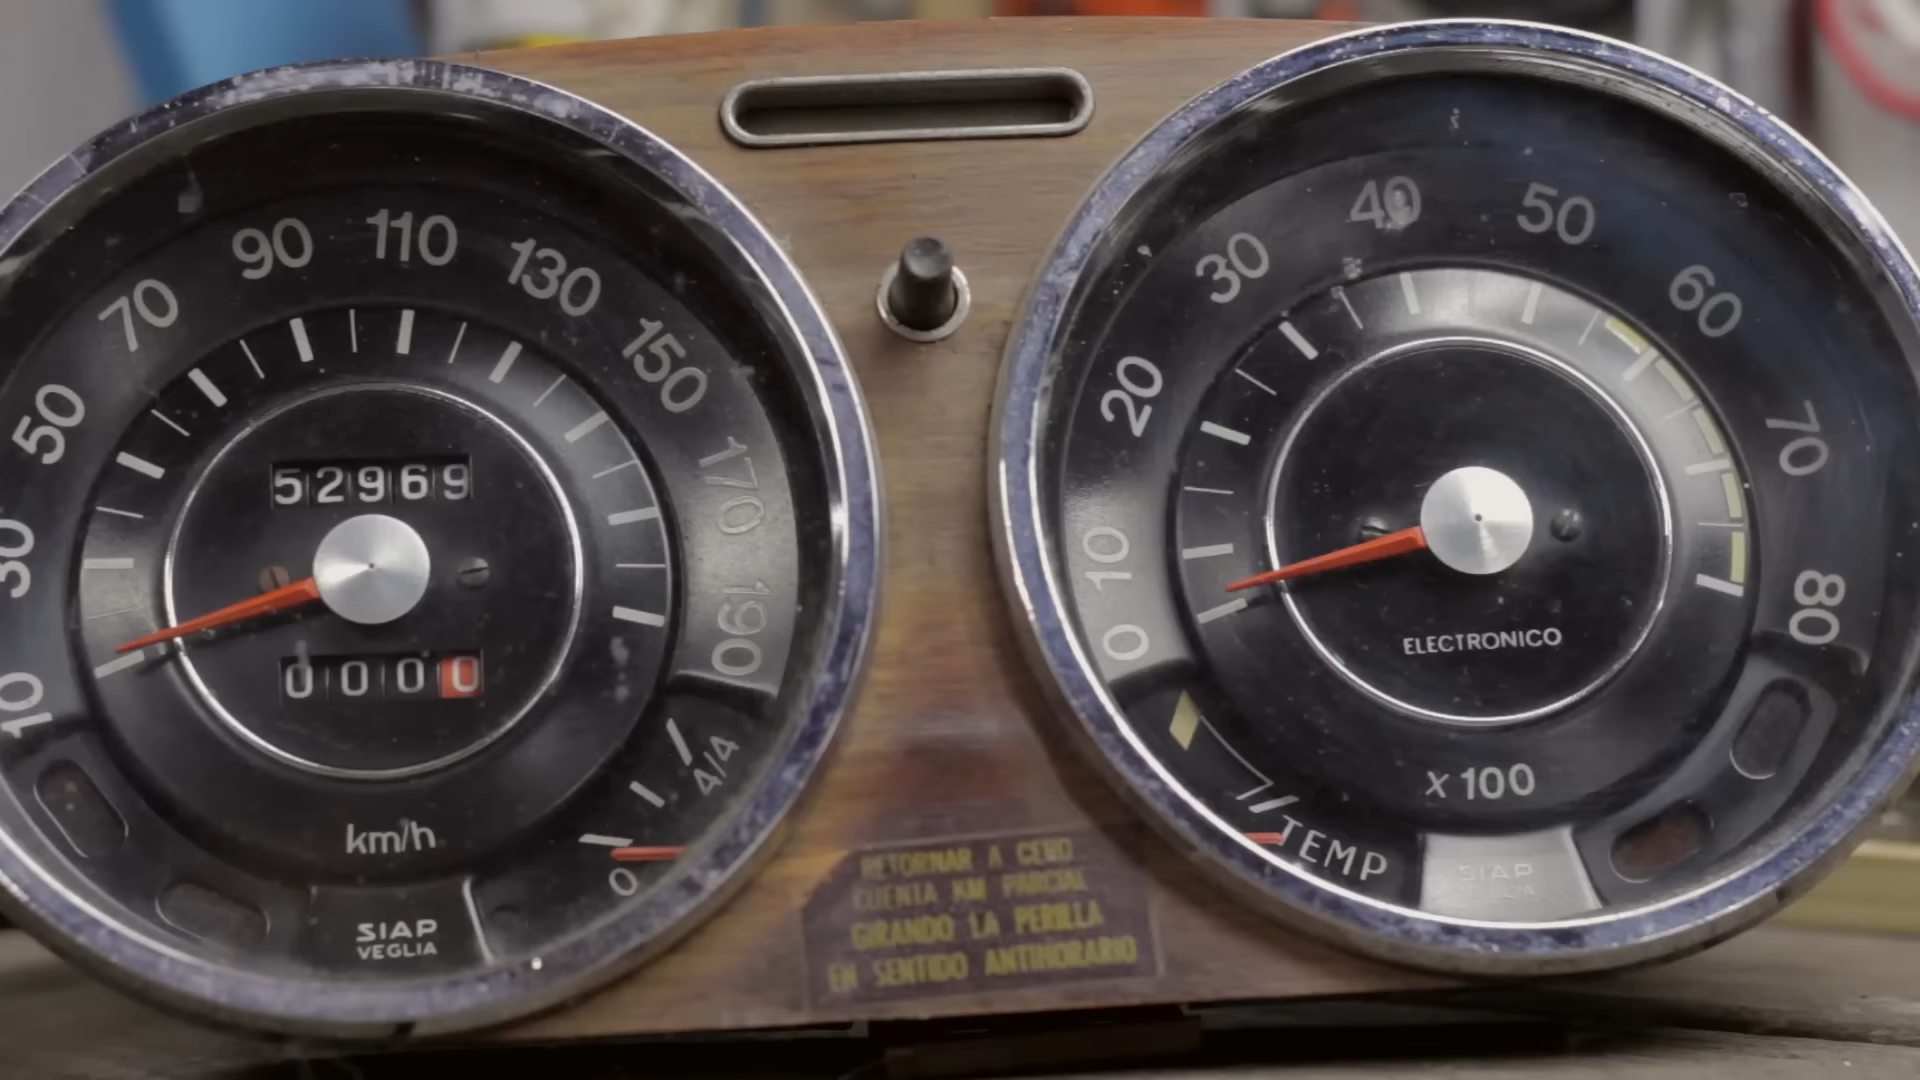 10
30
50
70
90
110
130
150
170
190
52969
0000
km/h
SIAP
VEGLIA
0
4/4
0
10
20
30
40
50
60
70
80
ELECTRONICO
X 100
TEMP
SIAP
VEGLIA
RETORNAR A CERO
CUENTA KM PARCIAL
GIRANDO LA PERILLA
EN SENTIDO ANTIHORARIO